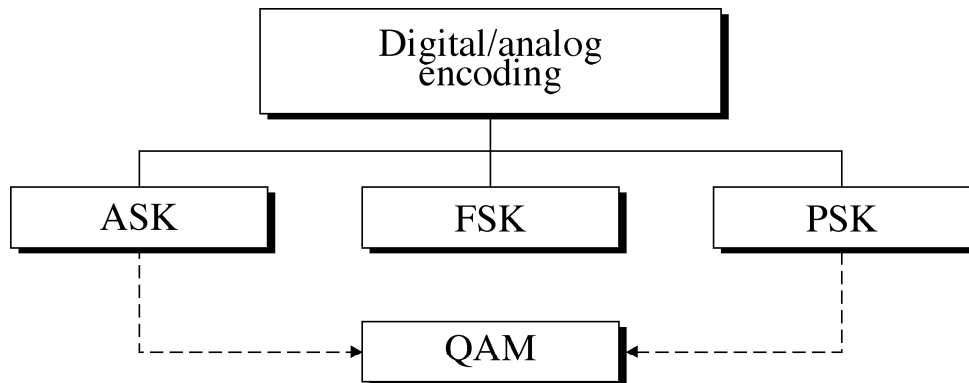 Digital/analog
encoding
ASK
FSK
PSK
QAM